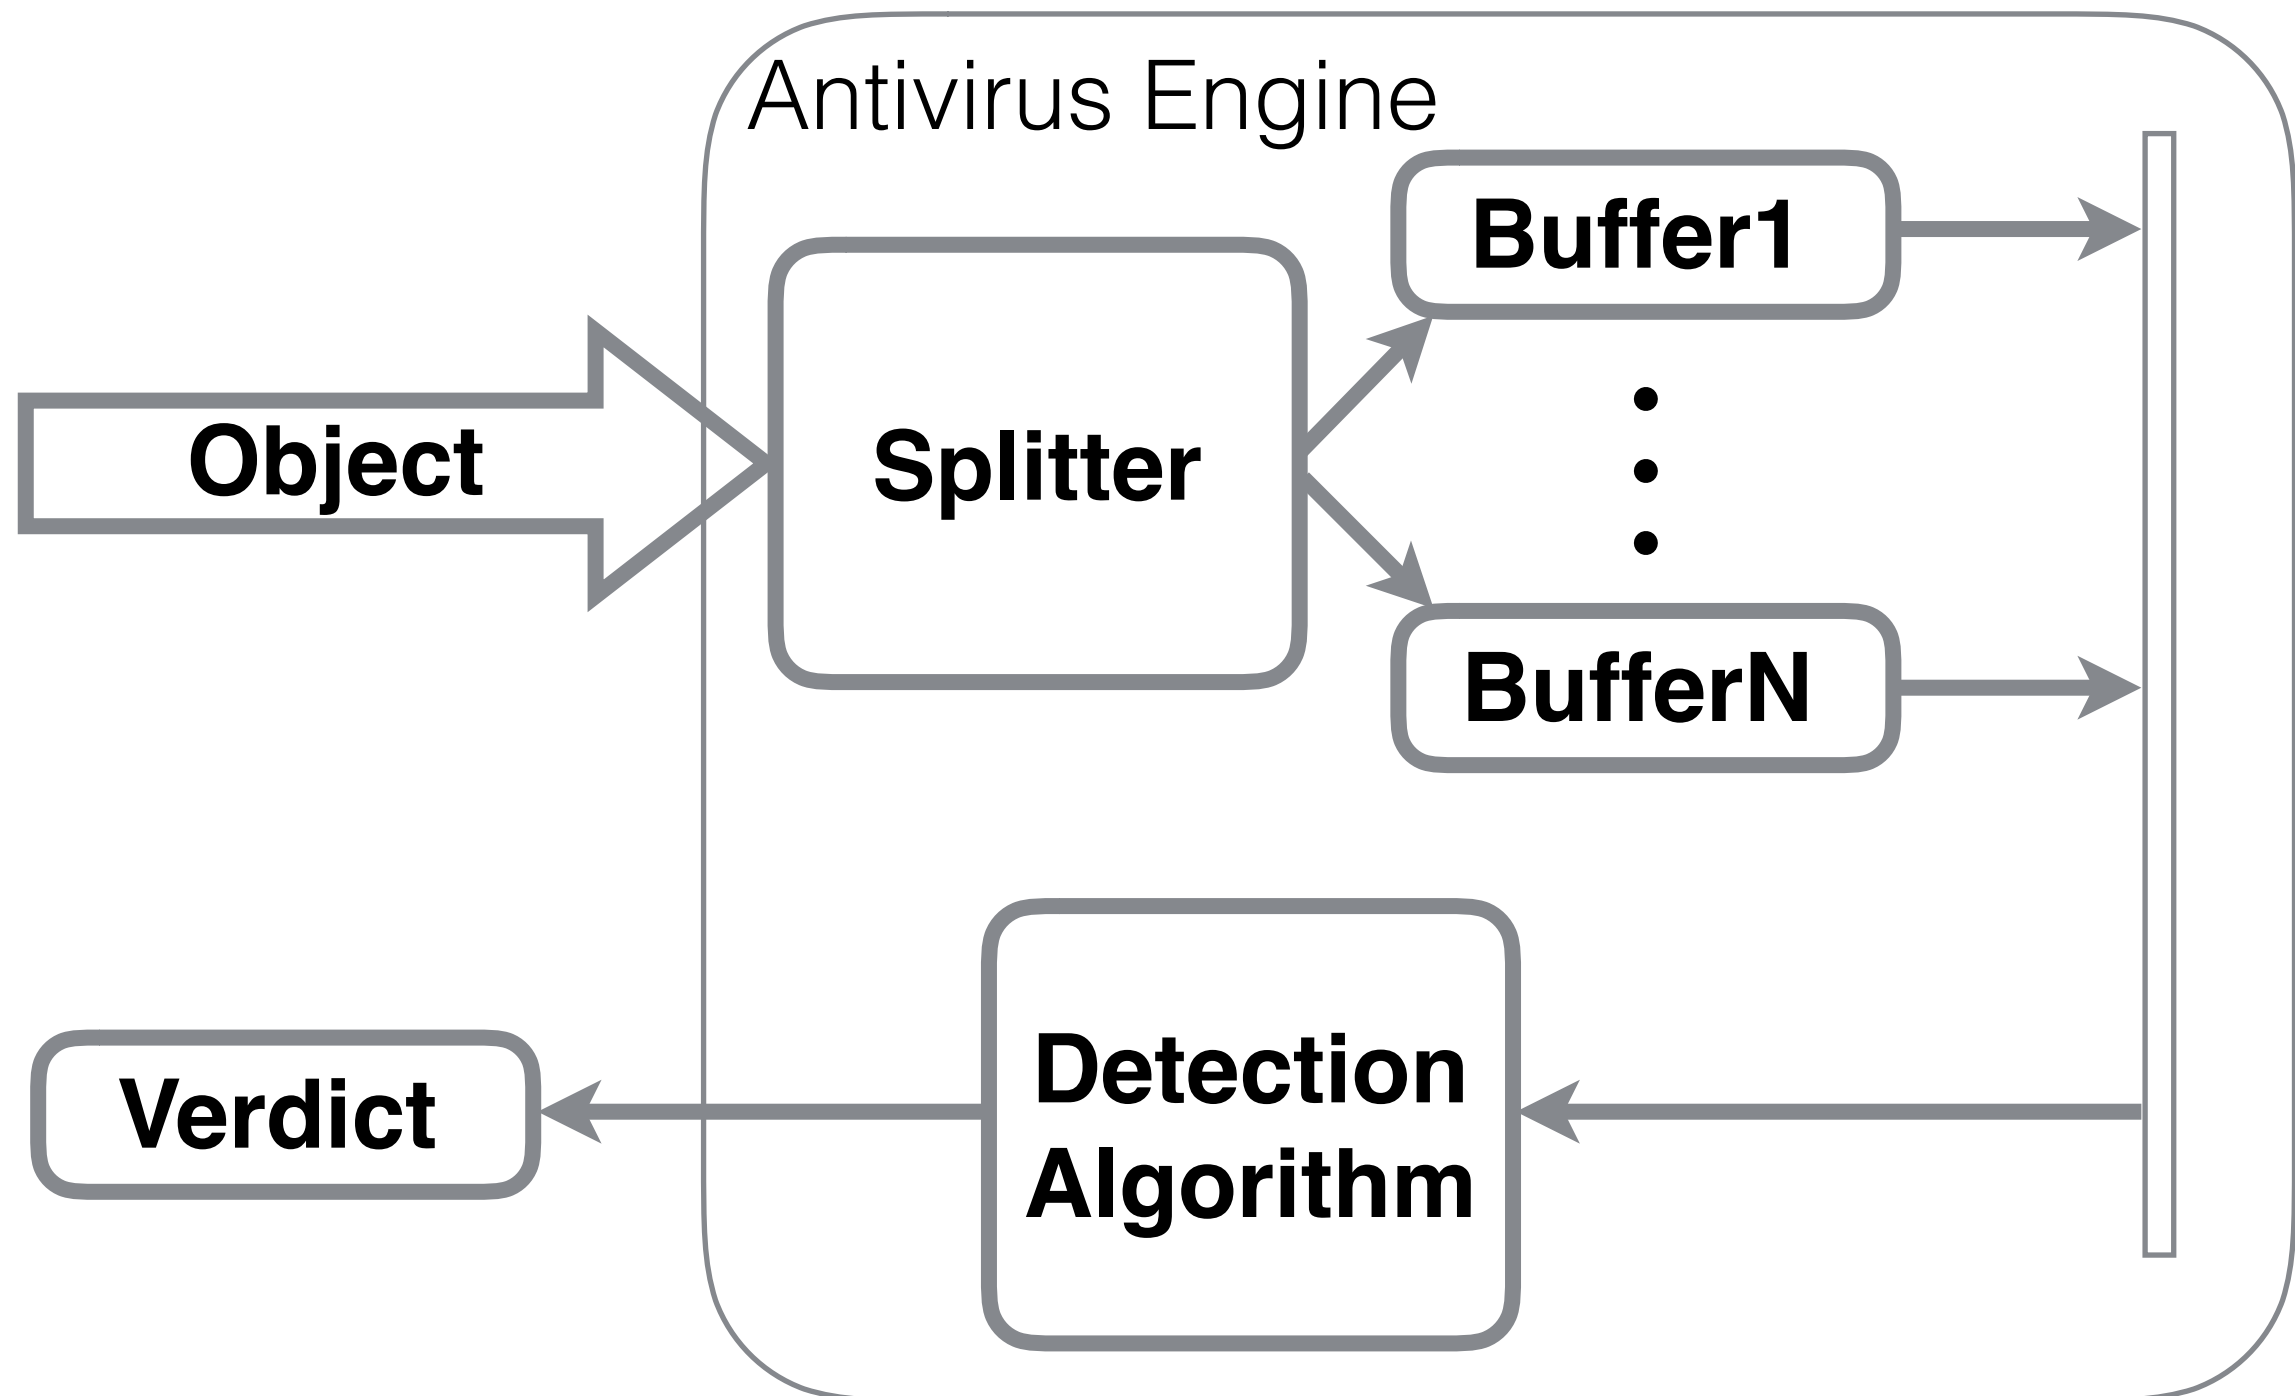 Antivirus Engine
Buffer1
Object
Splitter
BufferN
Detection
Algorithm
Verdict